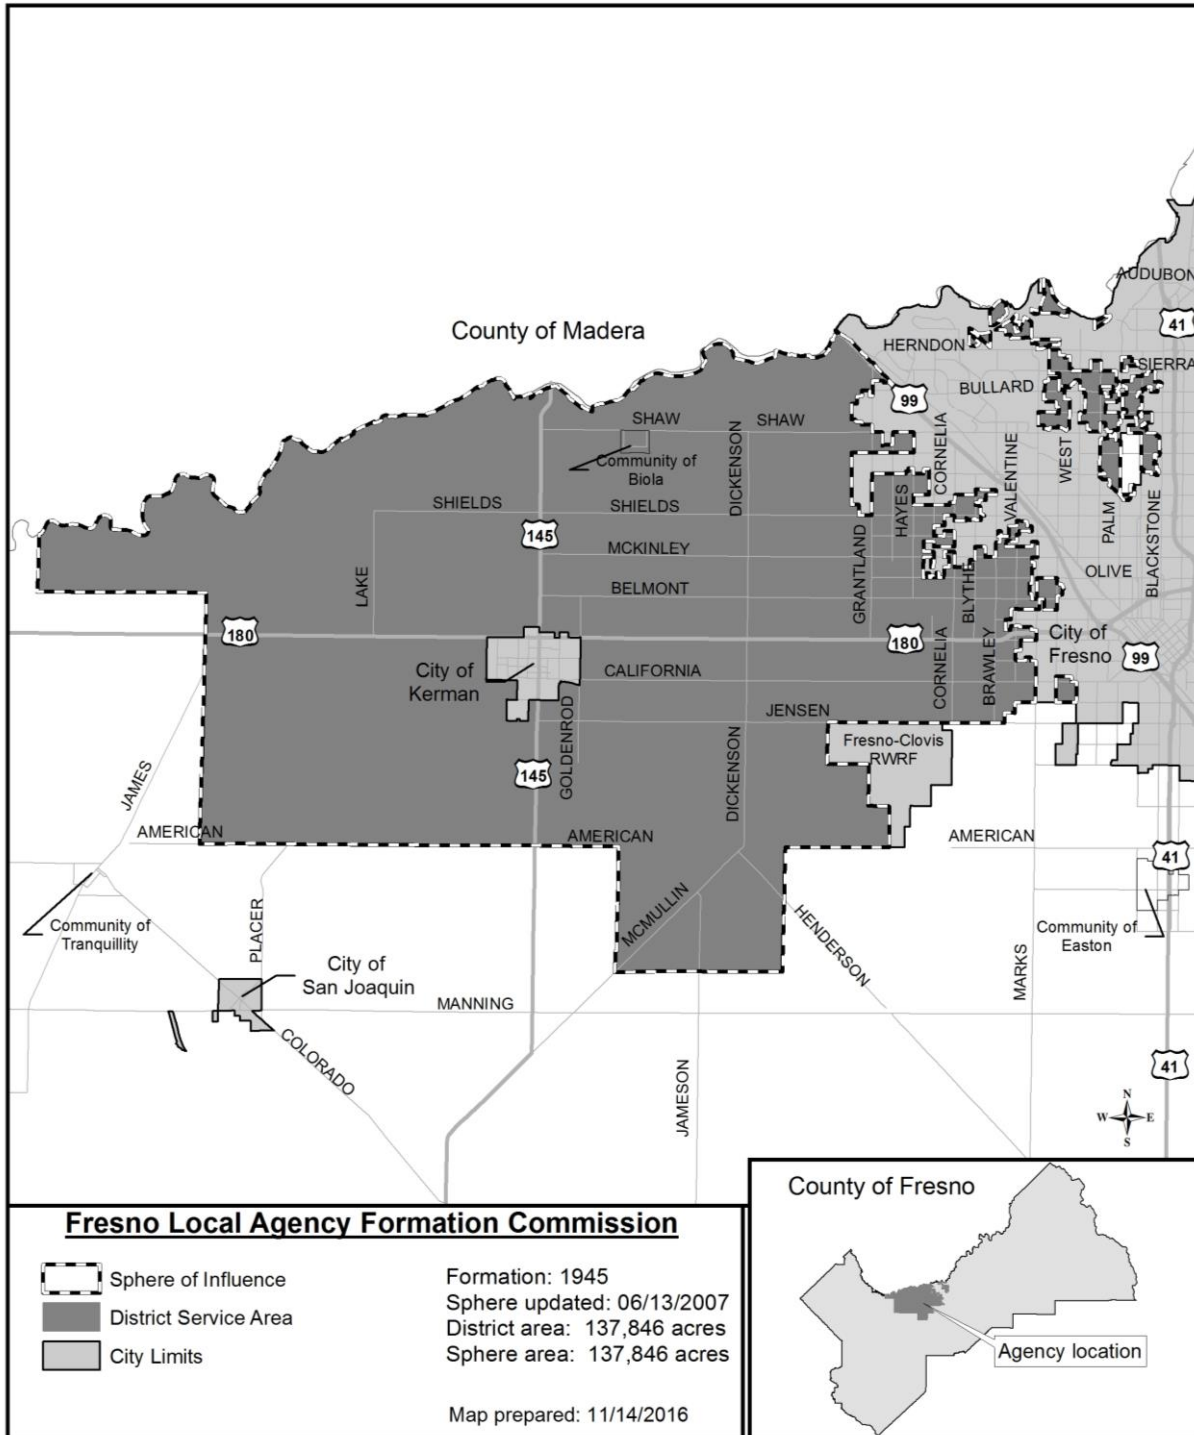 AUDUBON
41
County of Madera
HERNDON
SIERRA
99
BULLARD
SHAW
SHAW
DICKENSON
CORNELIA
VALENTINE
WEST
Community of
Biola
PALM
BLACKSTONE
SHIELDS
SHIELDS
HAYES
145
MCKINLEY
GRANTLAND
OLIVE
LAKE
BELMONT
BLYTHE
180
180
City of
Fresno
99
City of
Kerman
CALIFORNIA
CORNELIA
BRAWLEY
GOLDENROD
JENSEN
Fresno-Clovis
RWRF
JAMES
145
DICKENSON
AMERICAN
AMERICAN
AMERICAN
41
Community of
Tranquillity
PLACER
MCMULLIN
HENDERSON
Community of
Easton
MARKS
City of
San Joaquin
MANNING
COLORADO
JAMESON
41
N
W E
S
Fresno Local Agency Formation Commission
Sphere of Influence
District Service Area
City Limits
Formation: 1945
Sphere updated: 06/13/2007
District area: 137,846 acres
Sphere area: 137,846 acres
Map prepared: 11/14/2016
County of Fresno
Agency location